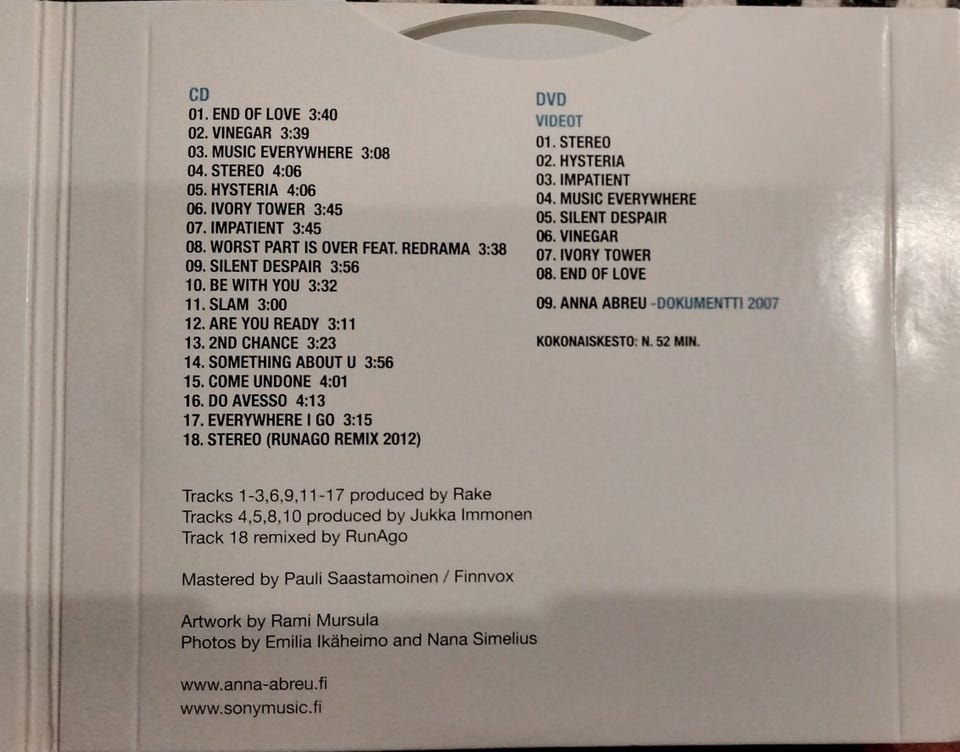 CD
01. END OF LOVE 3:40
02. VINEGAR 3:39
03. MUSIC EVERYWHERE 3:08
04. STEREO 4:06
05. HYSTERIA 4:06
06. IVORY TOWER 3:45
07. IMPATIENT 3:45
08. WORST PART IS OVER FEAT. REDRAMA 3:38
09. SILENT DESPAIR 3:56
10. BE WITH YOU 3:32
11. SLAM 3:00
12. ARE YOU READY 3:11
13. 2ND CHANCE 3:23
14. SOMETHING ABOUT U 3:56
15. COME UNDONE 4:01
16. DO AVESSO 4:13
17. EVERYWHERE I GO 3:15
18. STEREO (RUNAGO REMIX 2012)
DVD
VIDEOT
01. STEREO
02. HYSTERIA
03. IMPATIENT
04. MUSIC EVERYWHERE
05. SILENT DESPAIR
06. VINEGAR
07. IVORY TOWER
08. END OF LOVE
09. ANNA ABREU -DOKUMENTTI 2007
KOKONAISKESTO: N. 52 MIN.
Tracks 1-3,6,9,11-17 produced by Rake
Tracks 4,5,8,10 produced by Jukka Immonen
Track 18 remixed by RunAgo
Mastered by Pauli Saastamoinen / Finnvox
Artwork by Rami Mursula
Photos by Emilia Ikäheimo and Nana Simelius
www.anna-abreu.fi
www.sonymusic.fi